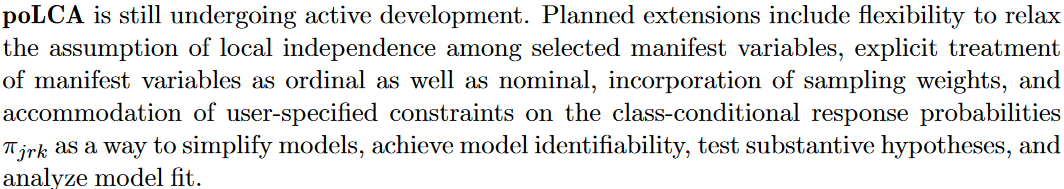 poLCA is still undergoing active development. Planned extensions include flexibility to relax
the assumption of local independence among selected manifest variables, explicit treatment
of manifest variables as ordinal as well as nominal, incorporation of sampling weights, and
accommodation of user-specified constraints on the class-conditional response probabilities
πjrk as a way to simplify models, achieve model identifiability, test substantive hypotheses, and
analyze model fit.